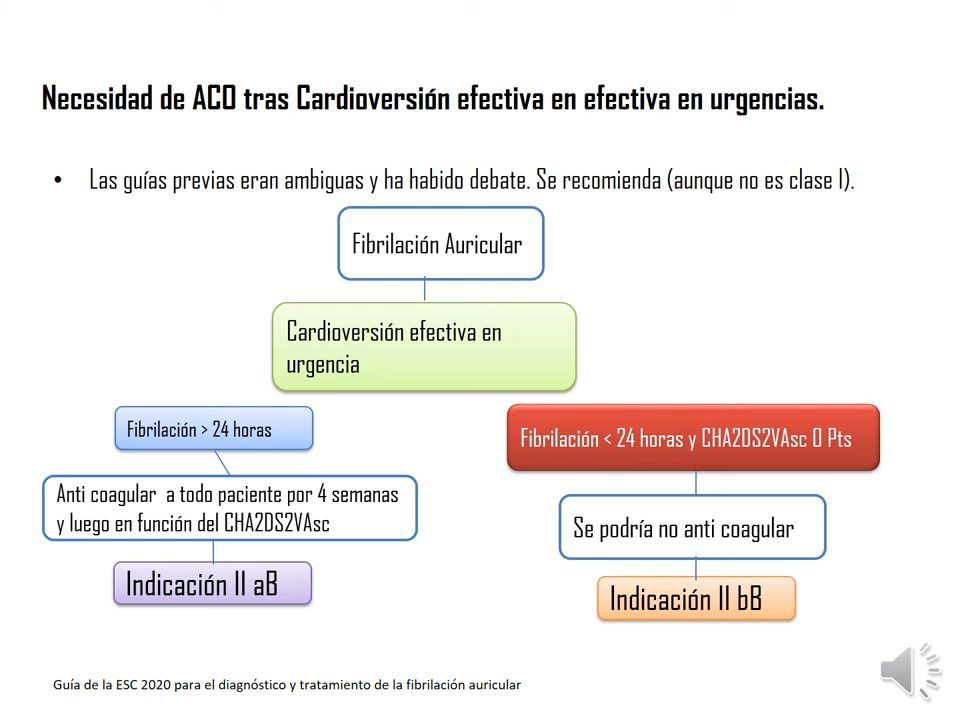 Necesidad de ACO tras Cardioversión efectiva en efectiva en urgencias.
• Las guías previas eran ambiguas y ha habido debate. Se recomienda (aunque no es clase I).
Fibrilación Auricular
Cardioversión efectiva en
urgencia
Fibrilación > 24 horas
Anti coagular a todo paciente por 4 semanas
y luego en función del CHA2DS2VAsc
Indicación II aB
Fibrilación < 24 horas y CHA2DS2VAsc 0 Pts
Se podría no anti coagular
Indicación II bB
Guía de la ESC 2020 para el diagnóstico y tratamiento de la fibrilación auricular